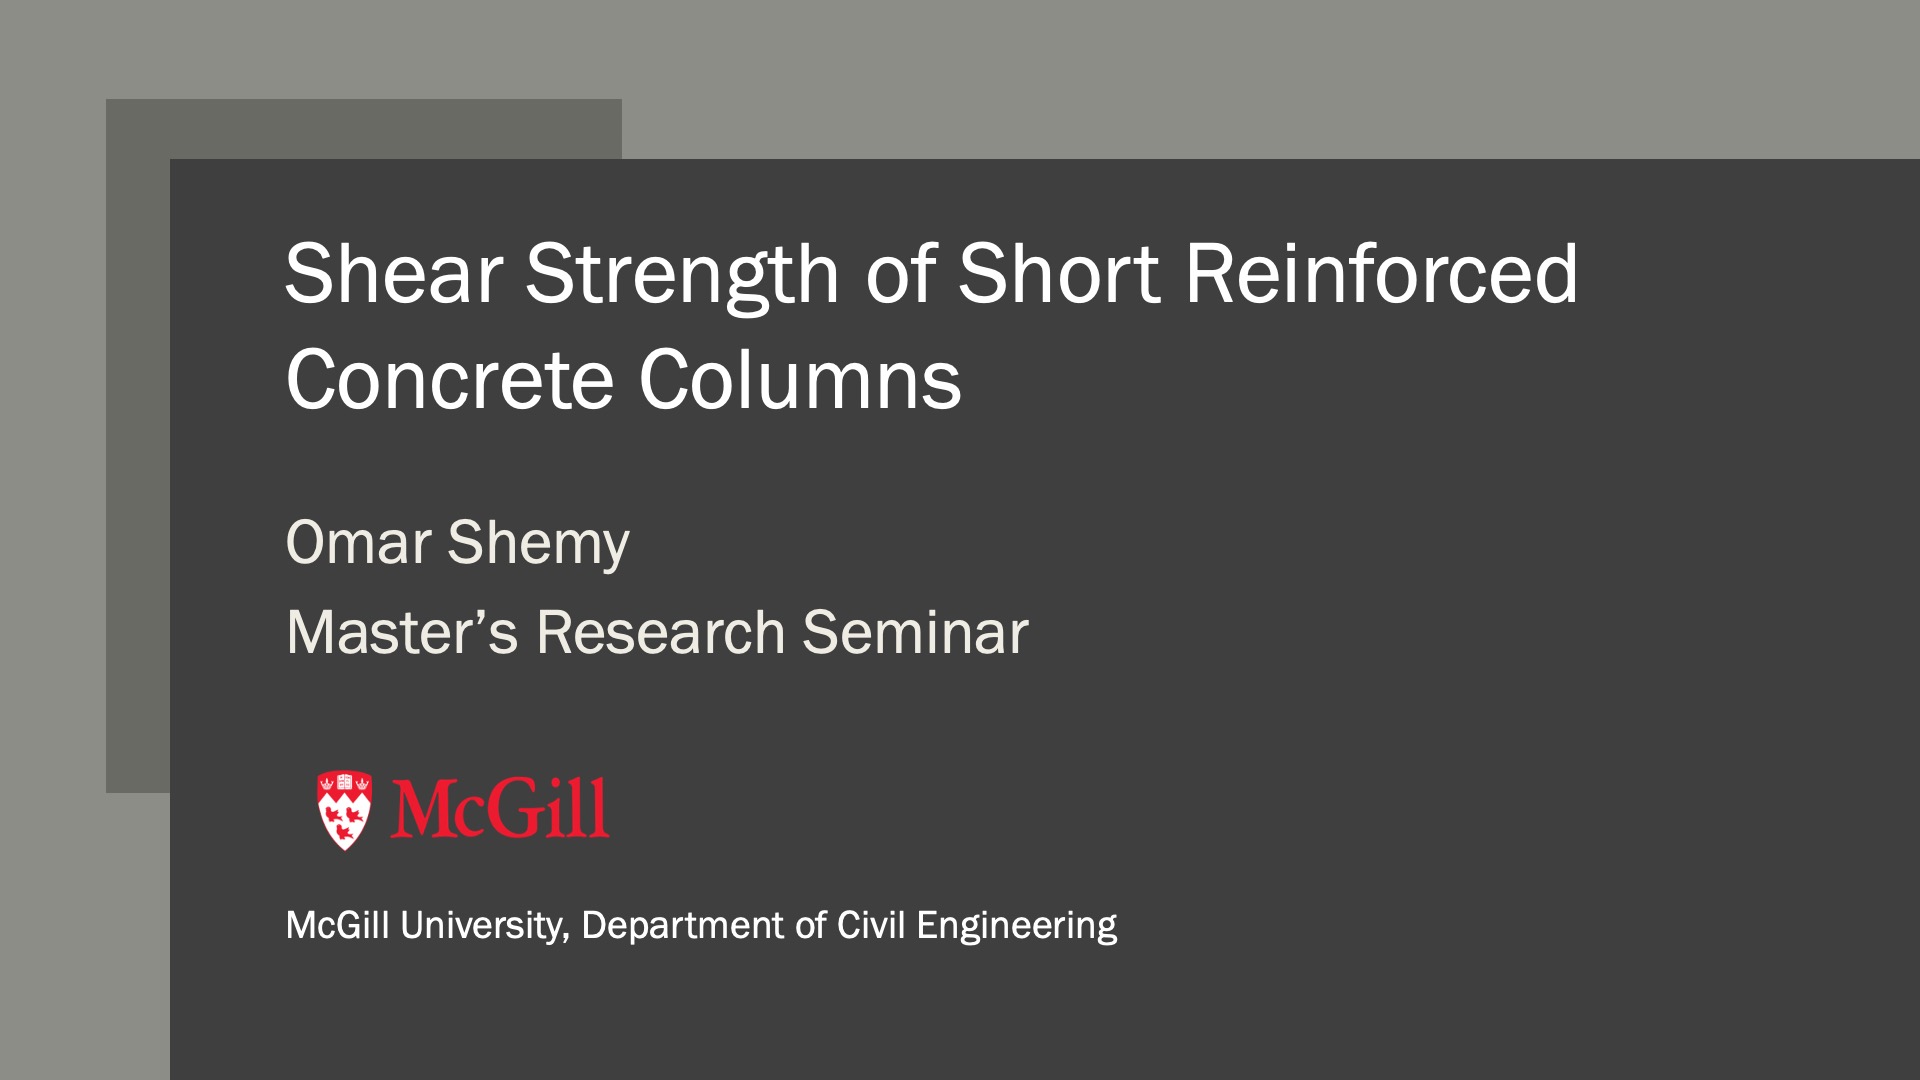 Shear Strength of Short Reinforced
Concrete Columns
Omar Shemy
Master’s Research Seminar
McGill
McGill University, Department of Civil Engineering